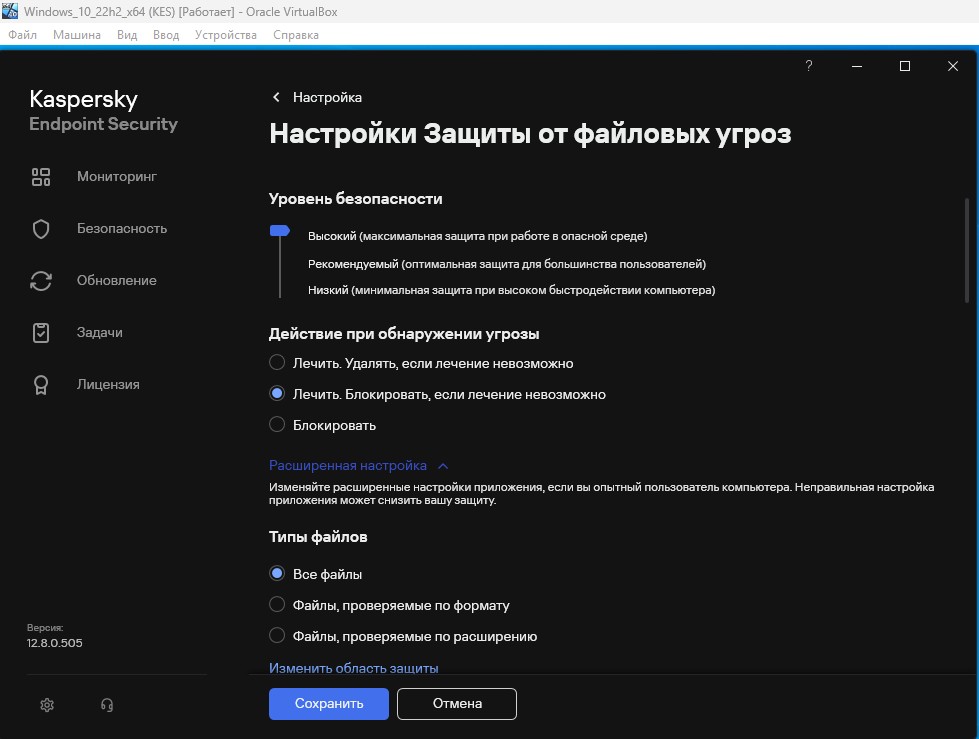 Windows_10_22h2_x64 (KES) [Работает] - Oracle VirtualBox
Файл Машина Вид Ввод Устройства Справка
?
Kaspersky
Endpoint Security
Мониторинг
Безопасность
Обновление
Задачи
Лицензия
Версия:
12.8.0.505
Настройка
Настройки Защиты от файловых угроз
Уровень безопасности
Высокий (максимальная защита при работе в опасной среде)
Рекомендуемый (оптимальная защита для большинства пользователей)
Низкий (минимальная защита при высоком быстродействии компьютера)
Действие при обнаружении угрозы
Лечить. Удалять, если лечение невозможно
Лечить. Блокировать, если лечение невозможно
Блокировать
Расширенная настройка
Изменяйте расширенные настройки приложения, если вы опытный пользователь компьютера. Неправильная настройка
приложения может снизить вашу защиту.
Типы файлов
Все файлы
Файлы, проверяемые по формату
Файлы, проверяемые по расширению
Изменить область защиты
Сохранить
Отмена